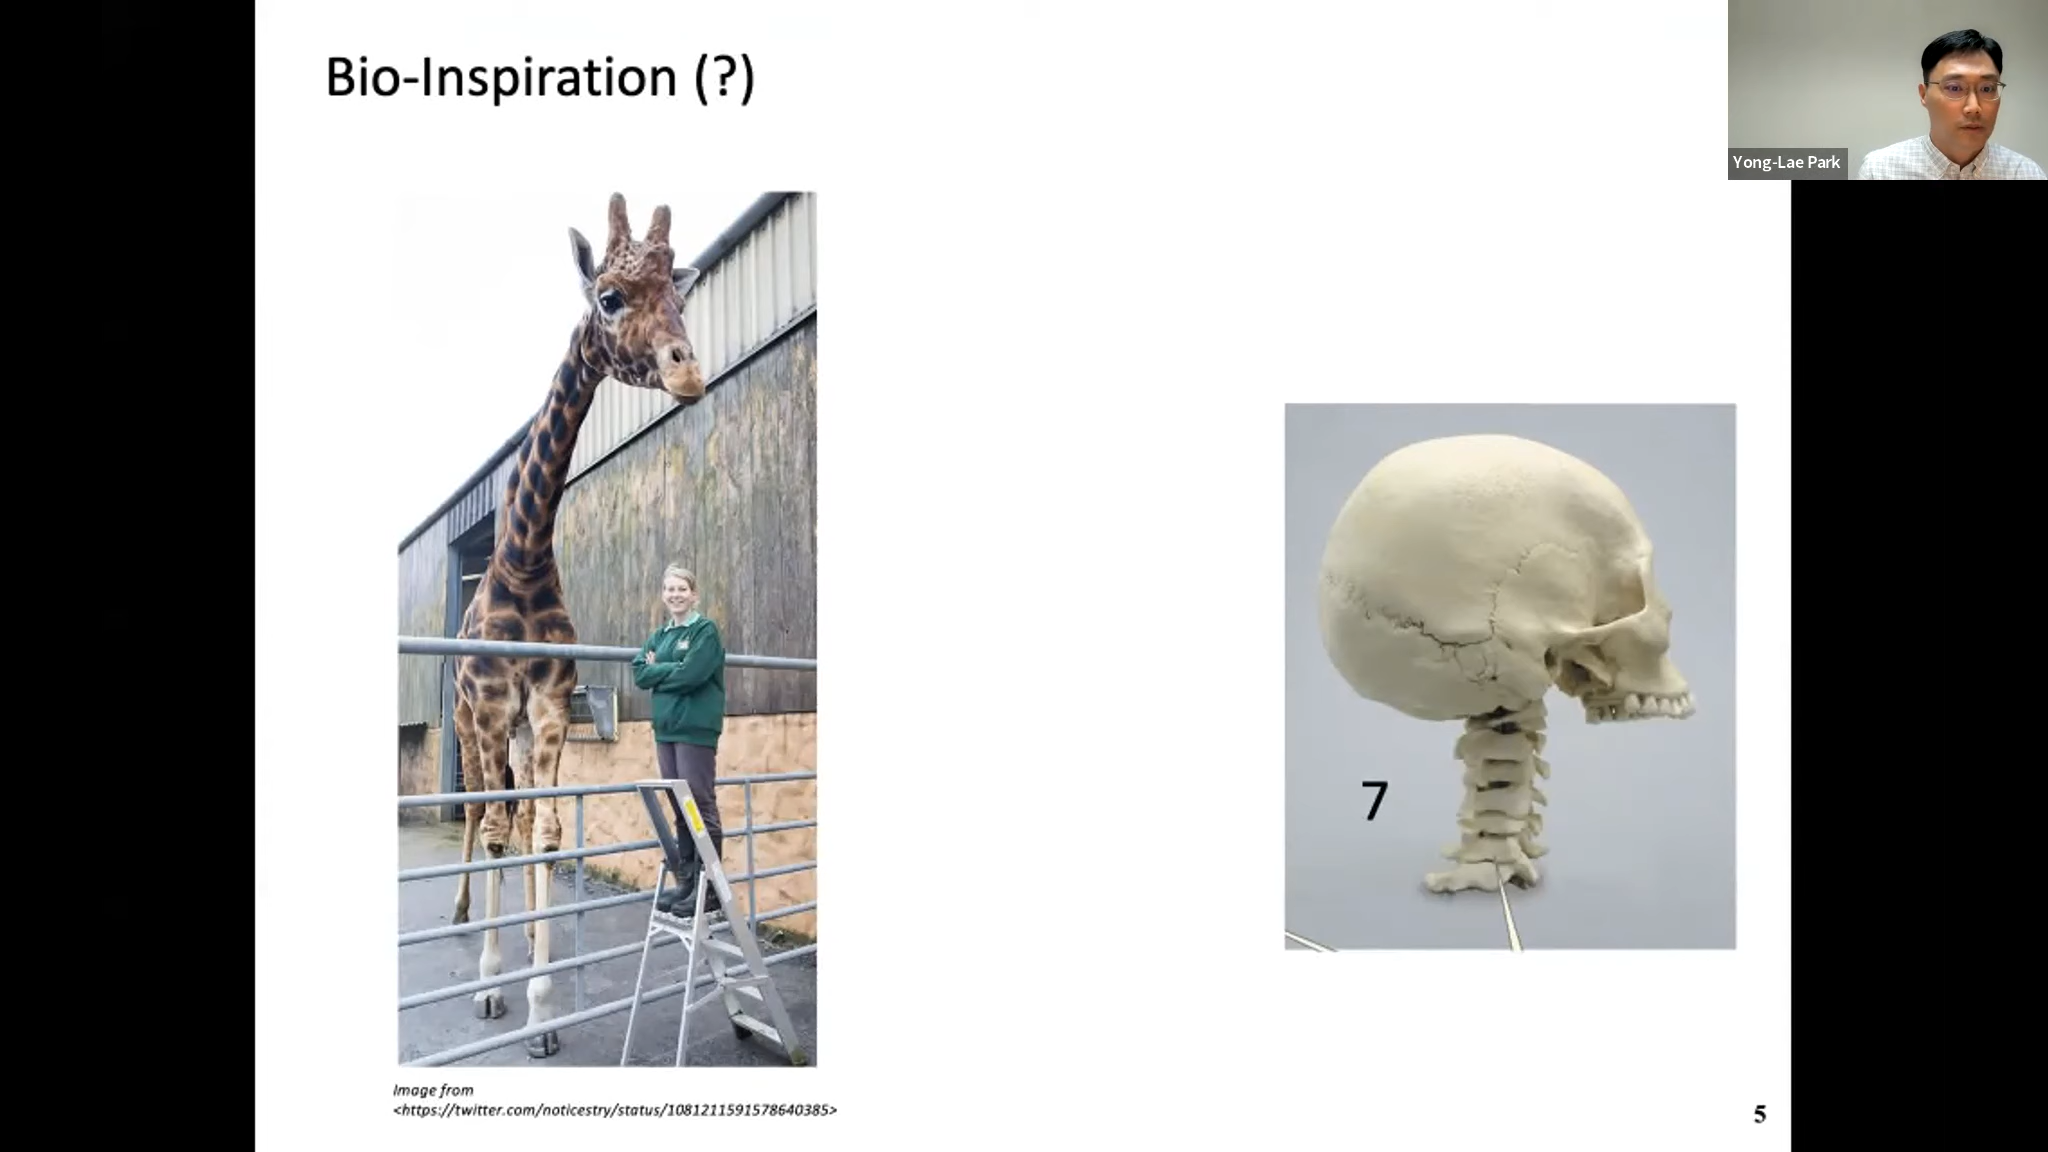 Bio-Inspiration (?)
Yong-Lae Park
7
Image from
<https://twitter.com/noticestry/status/1081211591578640385>
5